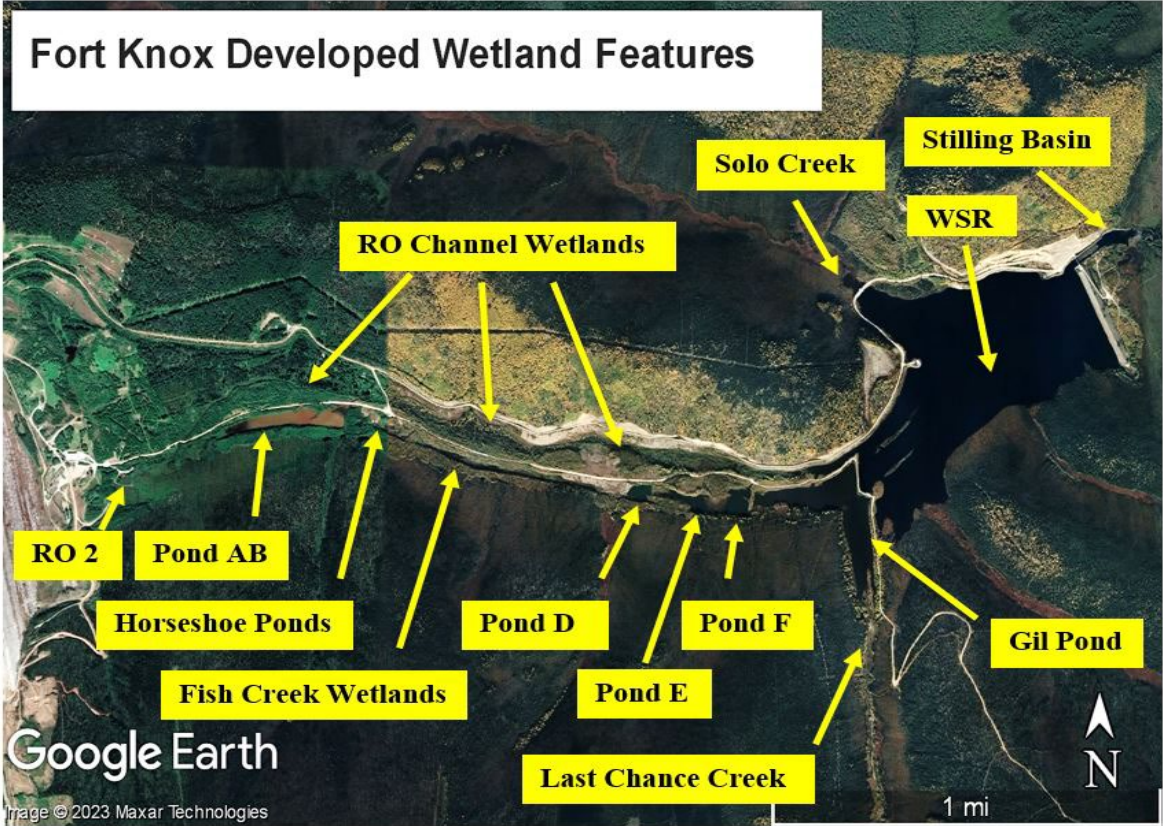 Fort Knox Developed Wetland Features
Stilling Basin
Solo Creek
WSR
RO Channel Wetlands
RO 2
Pond AB
Horseshoe Ponds
Pond D
Pond F
Gil Pond
Fish Creek Wetlands
Pond E
Google Earth
Last Chance Creek
N
Image © 2023 Maxar Technologies
1 mi